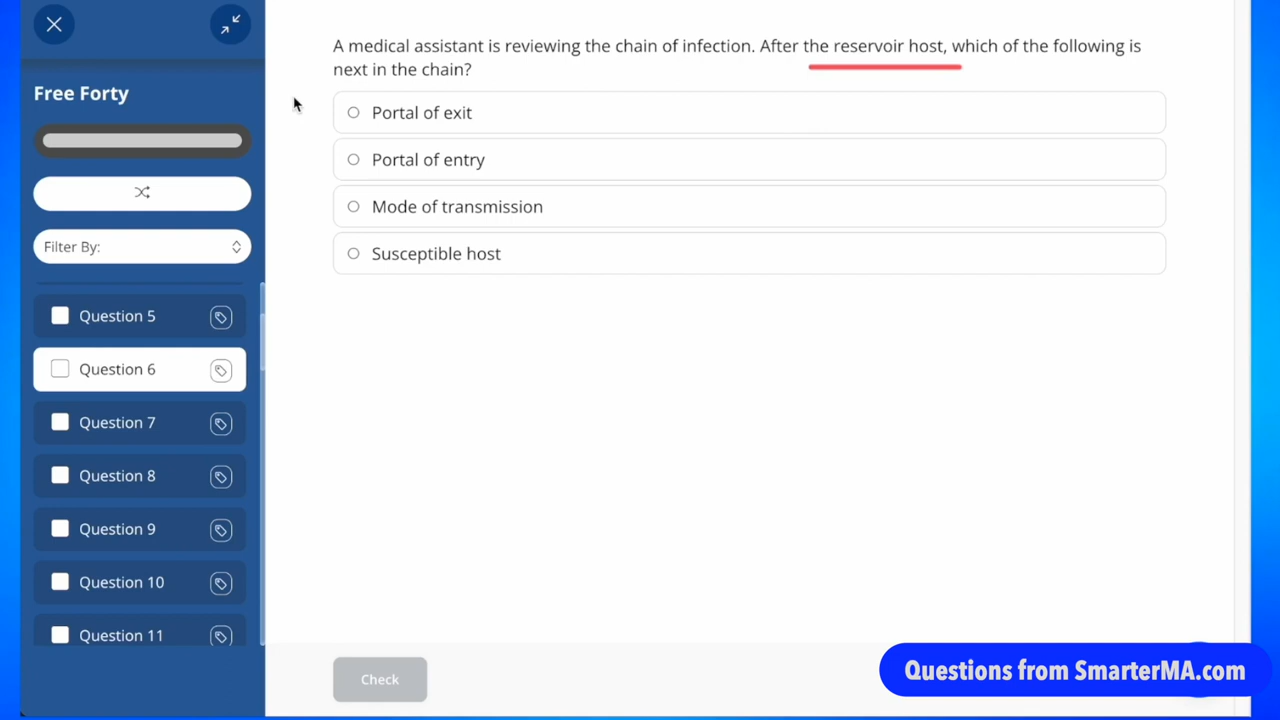 Free Forty
Filter By:
Question 5
Question 6
Question 7
Question 8
Question 9
Question 10
Question 11
A medical assistant is reviewing the chain of infection. After the reservoir host, which of the following is
next in the chain?
Portal of exit
Portal of entry
Mode of transmission
Susceptible host
Check
Questions from SmarterMA.com